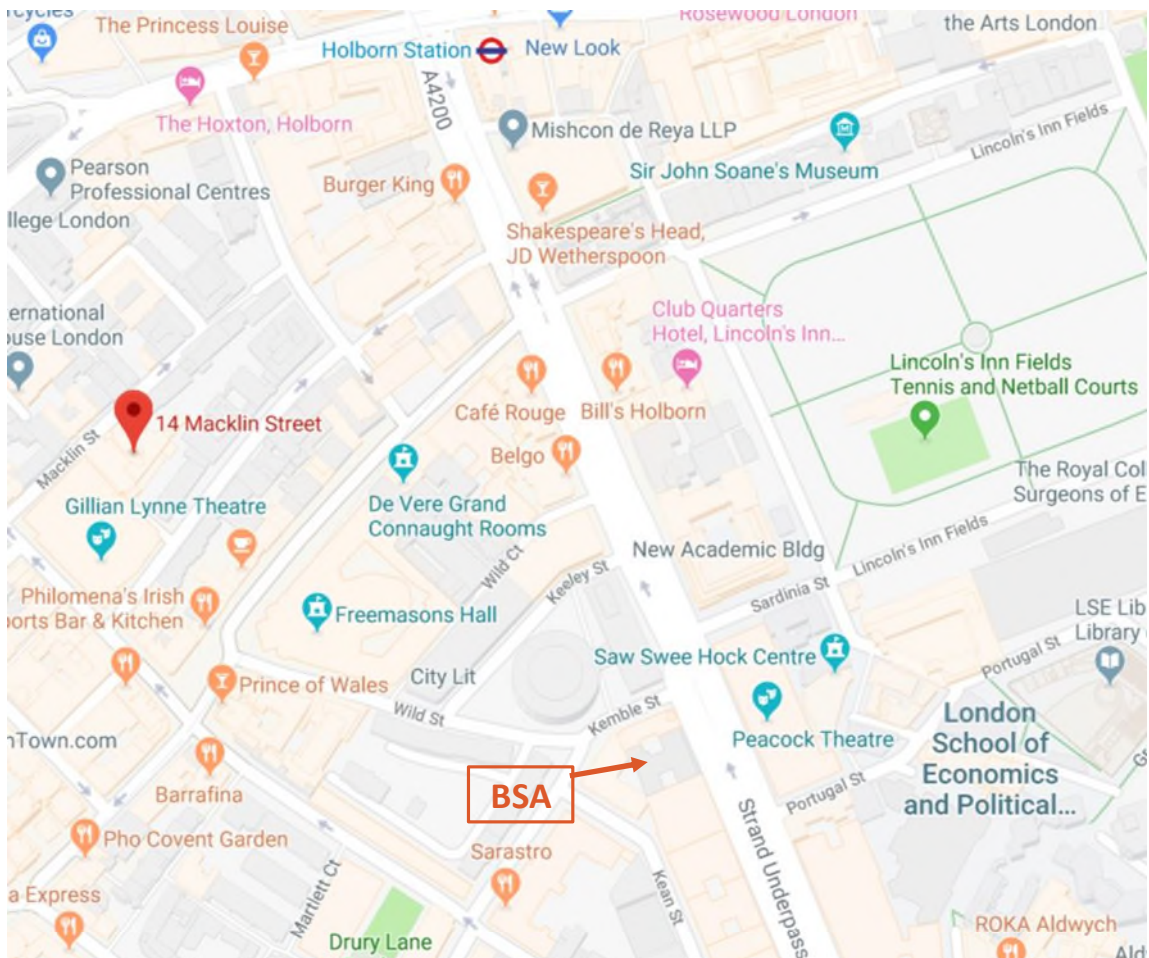 rcycles
The Princess Louise
Rosewood London
the Arts London
Holborn Station
New Look
A4200
The Hoxton, Holborn
Mishcon de Reya LLP
Lincoln's Inn Fields
Pearson
Professional Centres
Burger King
Sir John Soane's Museum
llege London
Shakespeare's Head,
JD Wetherspoon
ernational
ouse London
Club Quarters
Hotel, Lincoln's Inn...
Lincoln's Inn Fields
Tennis and Netball Courts
14 Macklin Street
Café Rouge
Bill's Holborn
Macklin St
Belgo
The Royal Col
Surgeons of E
Gillian Lynne Theatre
De Vere Grand
Connaught Rooms
New Academic Bldg
Lincoln's Inn Fields
Wild Ct
Keeley St
Sardinia St
Philomena's Irish
orts Bar & Kitchen
Freemasons Hall
LSE Lib
Library
Saw Swee Hock Centre
Portugal St
Prince of Wales
City Lit
Wild St
Kemble St
nTown.com
Peacock Theatre
London
School of
Economics
and Political...
Barrafina
BSA
Portugal St
Pho Covent Garden
Sarastro
Strand Underpass
a Express
Martlett Ct
Kean St
Drury Lane
ROKA Aldwych
Ald